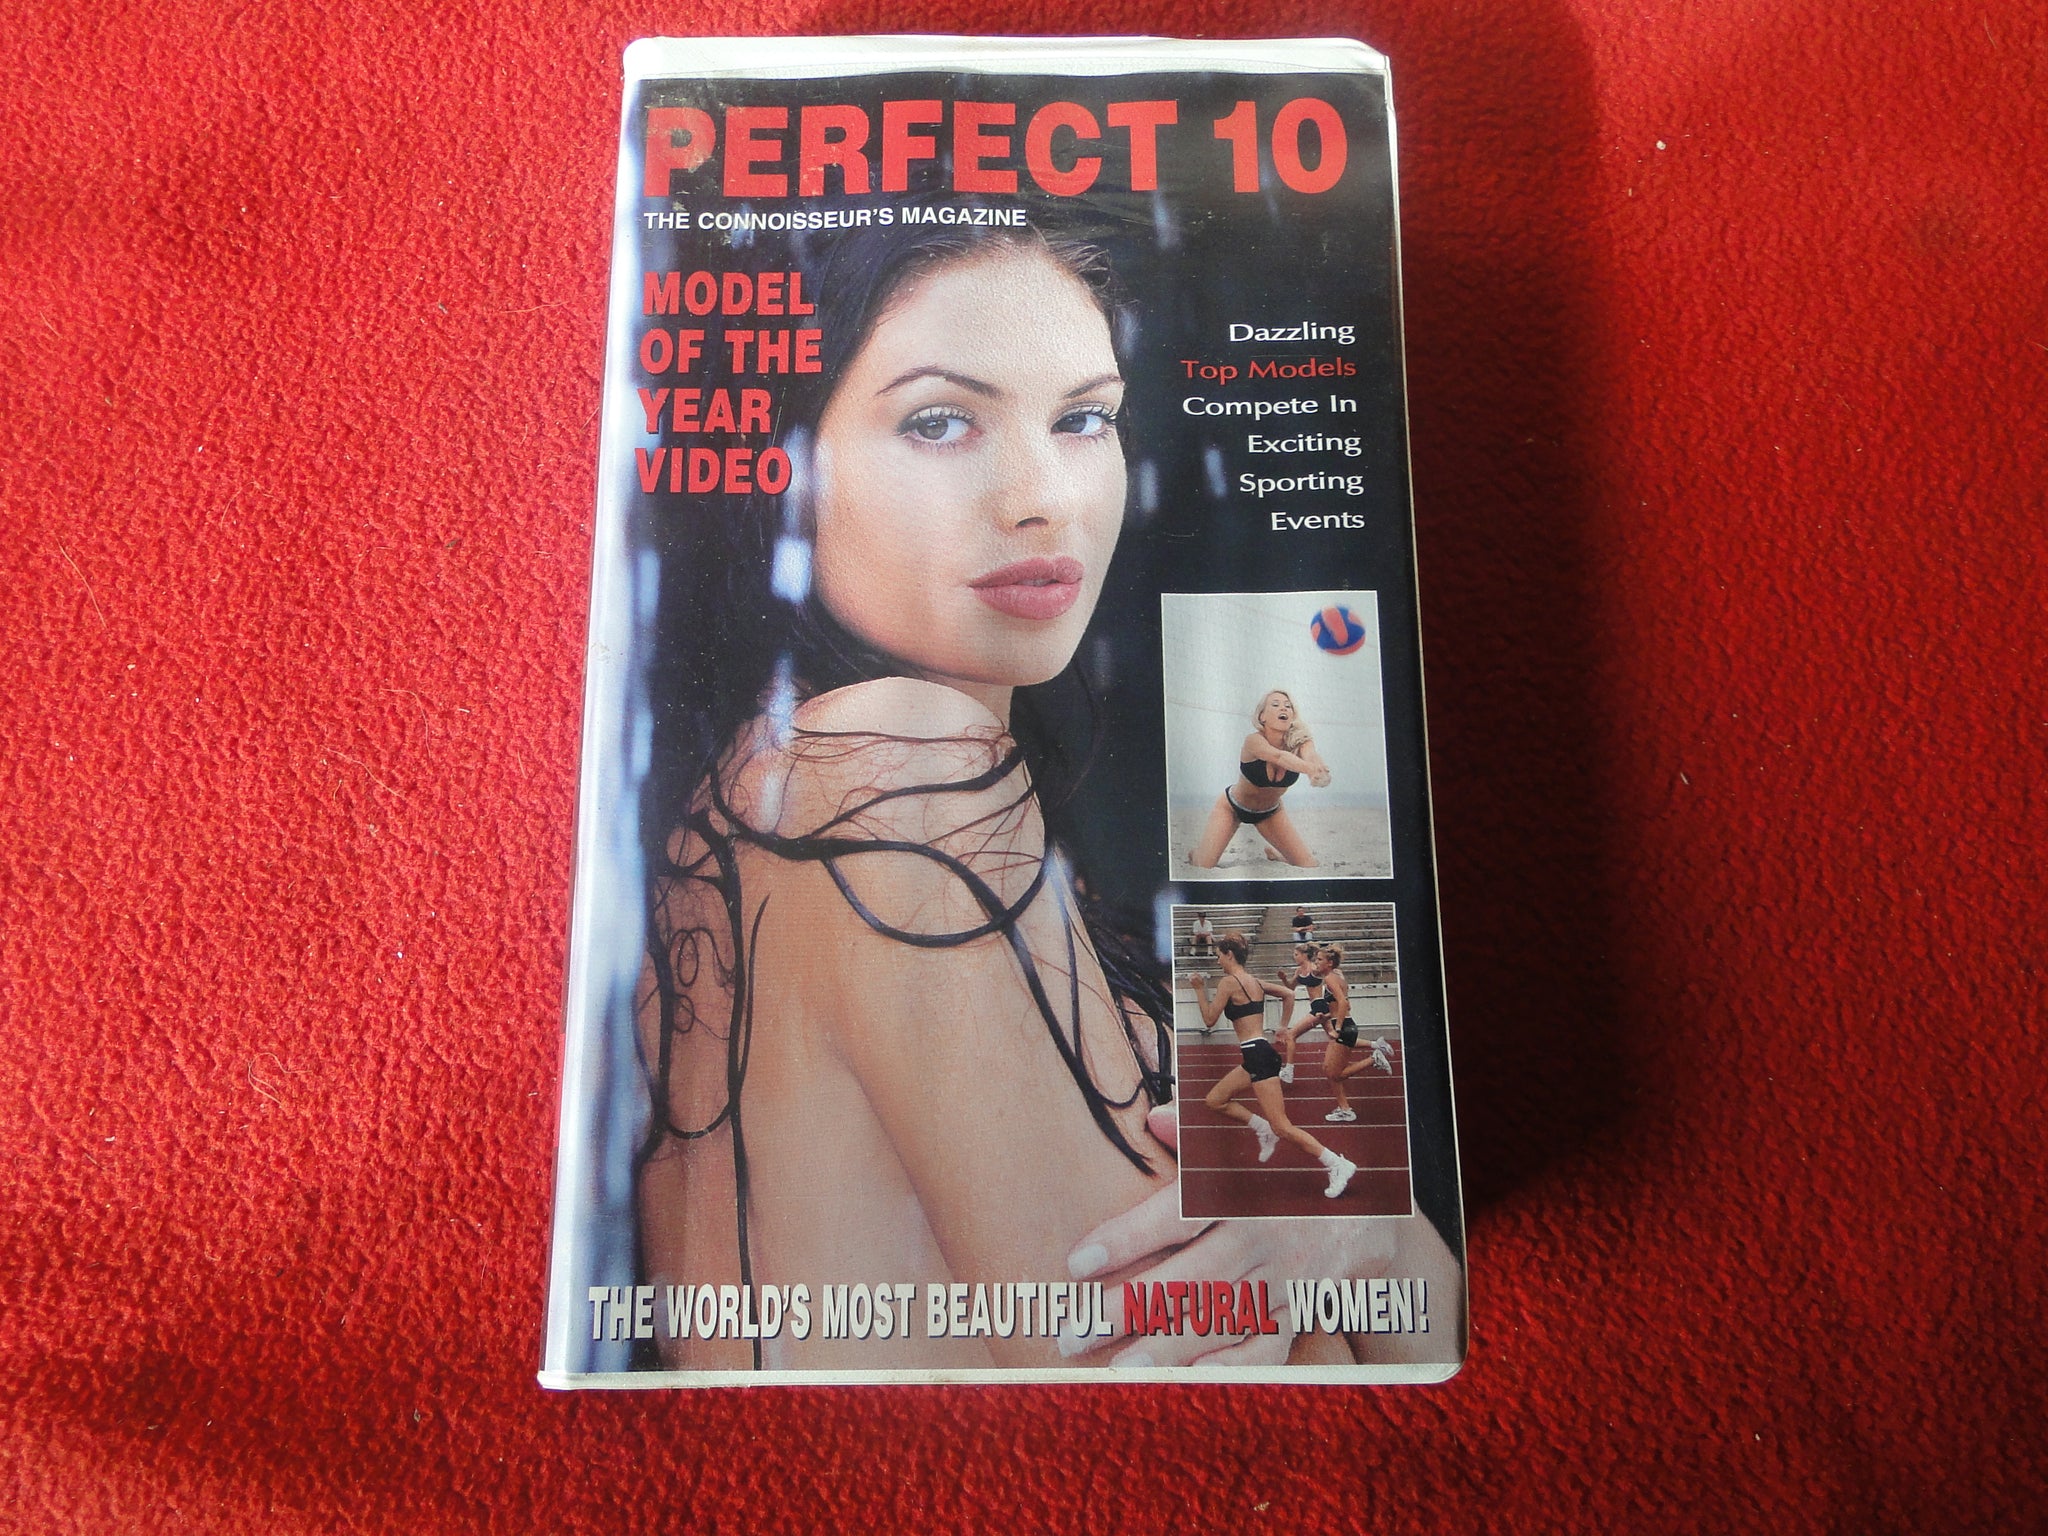 PERFECT 10
THE CONNOISSEUR'S MAGAZINE
MODEL
OF THE
YEAR
VIDEO
Dazzling
Top Models
Compete In
Exciting
Sporting
Events
THE WORLD'S MOST BEAUTIFUL NATURAL WOMEN!